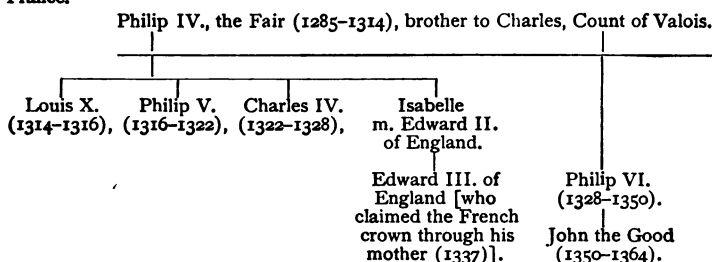 France.
Philip IV., the Fair (1285–1314), brother to Charles, Count of Valois.
Louis X. Philip V. Charles IV. Isabelle
(1314–1316), (1316–1322), (1322–1328), m. Edward II.
of England.
Edward III. of Philip VI.
England [who (1328–1350).
claimed the French
crown through his John the Good
mother (1337)]. (1350–1364).